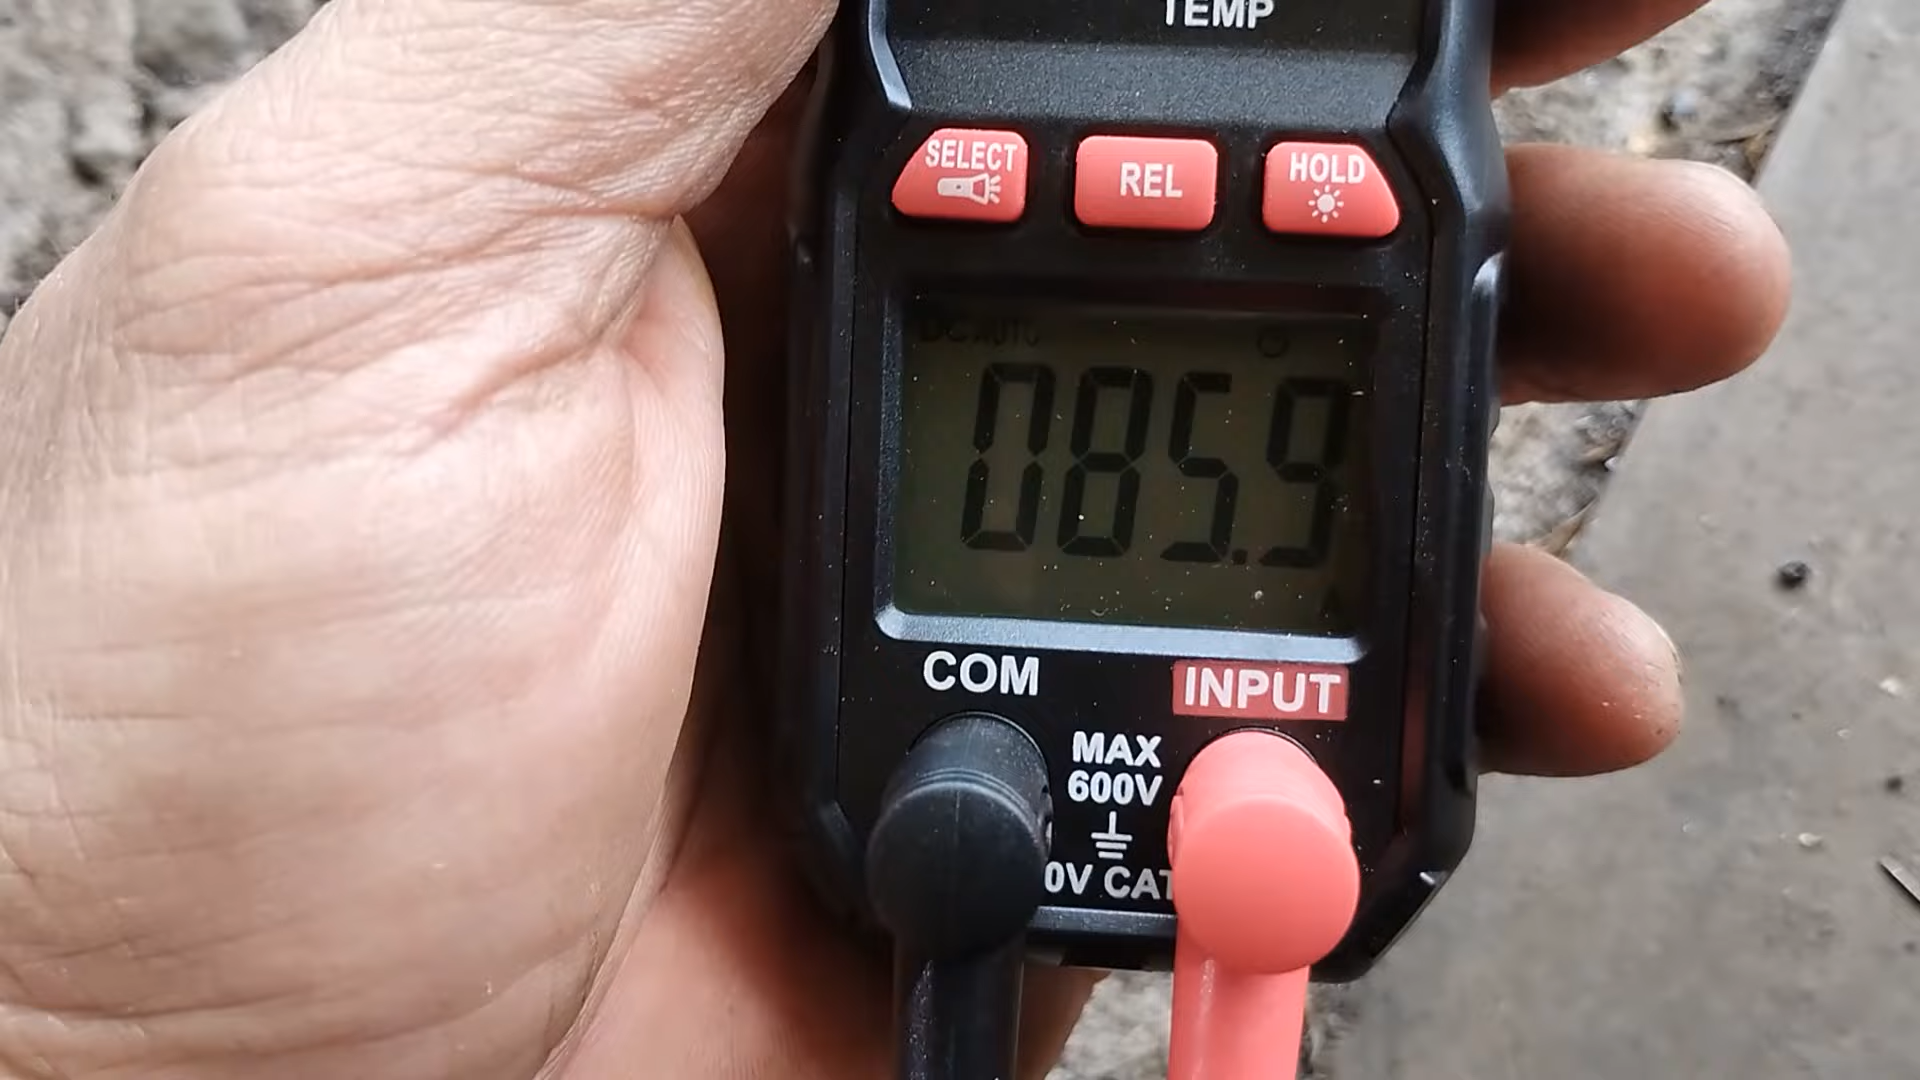 TEMP
SELECT
REL
HOLD
DC AUTO
085.9
A
COM
INPUT
MAX
600V
0V CAT